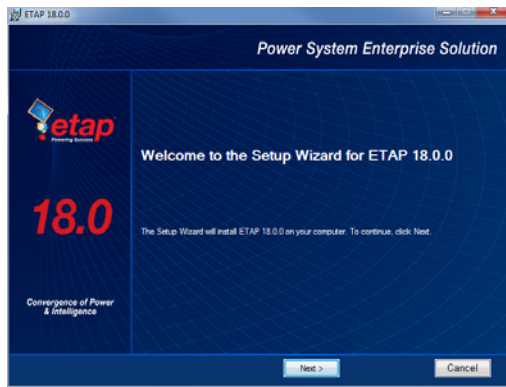 ETAP 18.0.0
Power System Enterprise Solution
etap
Powering Success
Welcome to the Setup Wizard for ETAP 18.0.0
18.0
The Setup Wizard will install ETAP 18.0.0 on your computer. To continue, click Next.
Convergence of Power
& Intelligence
Next >
Cancel